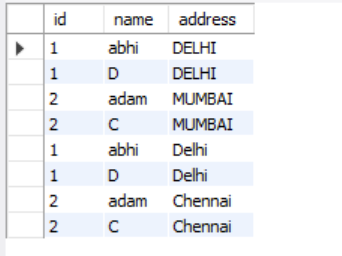 id name address
1 abhi DELHI
1 D DELHI
2 adam MUMBAI
2 C MUMBAI
1 abhi Delhi
1 D Delhi
2 adam Chennai
2 C Chennai